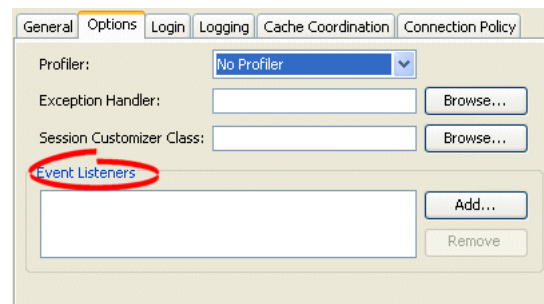 General Options Login Logging Cache Coordination Connection Policy
Profiler: No Profiler
Exception Handler: Browse...
Session Customizer Class: Browse...
Event Listeners
Add...
Remove